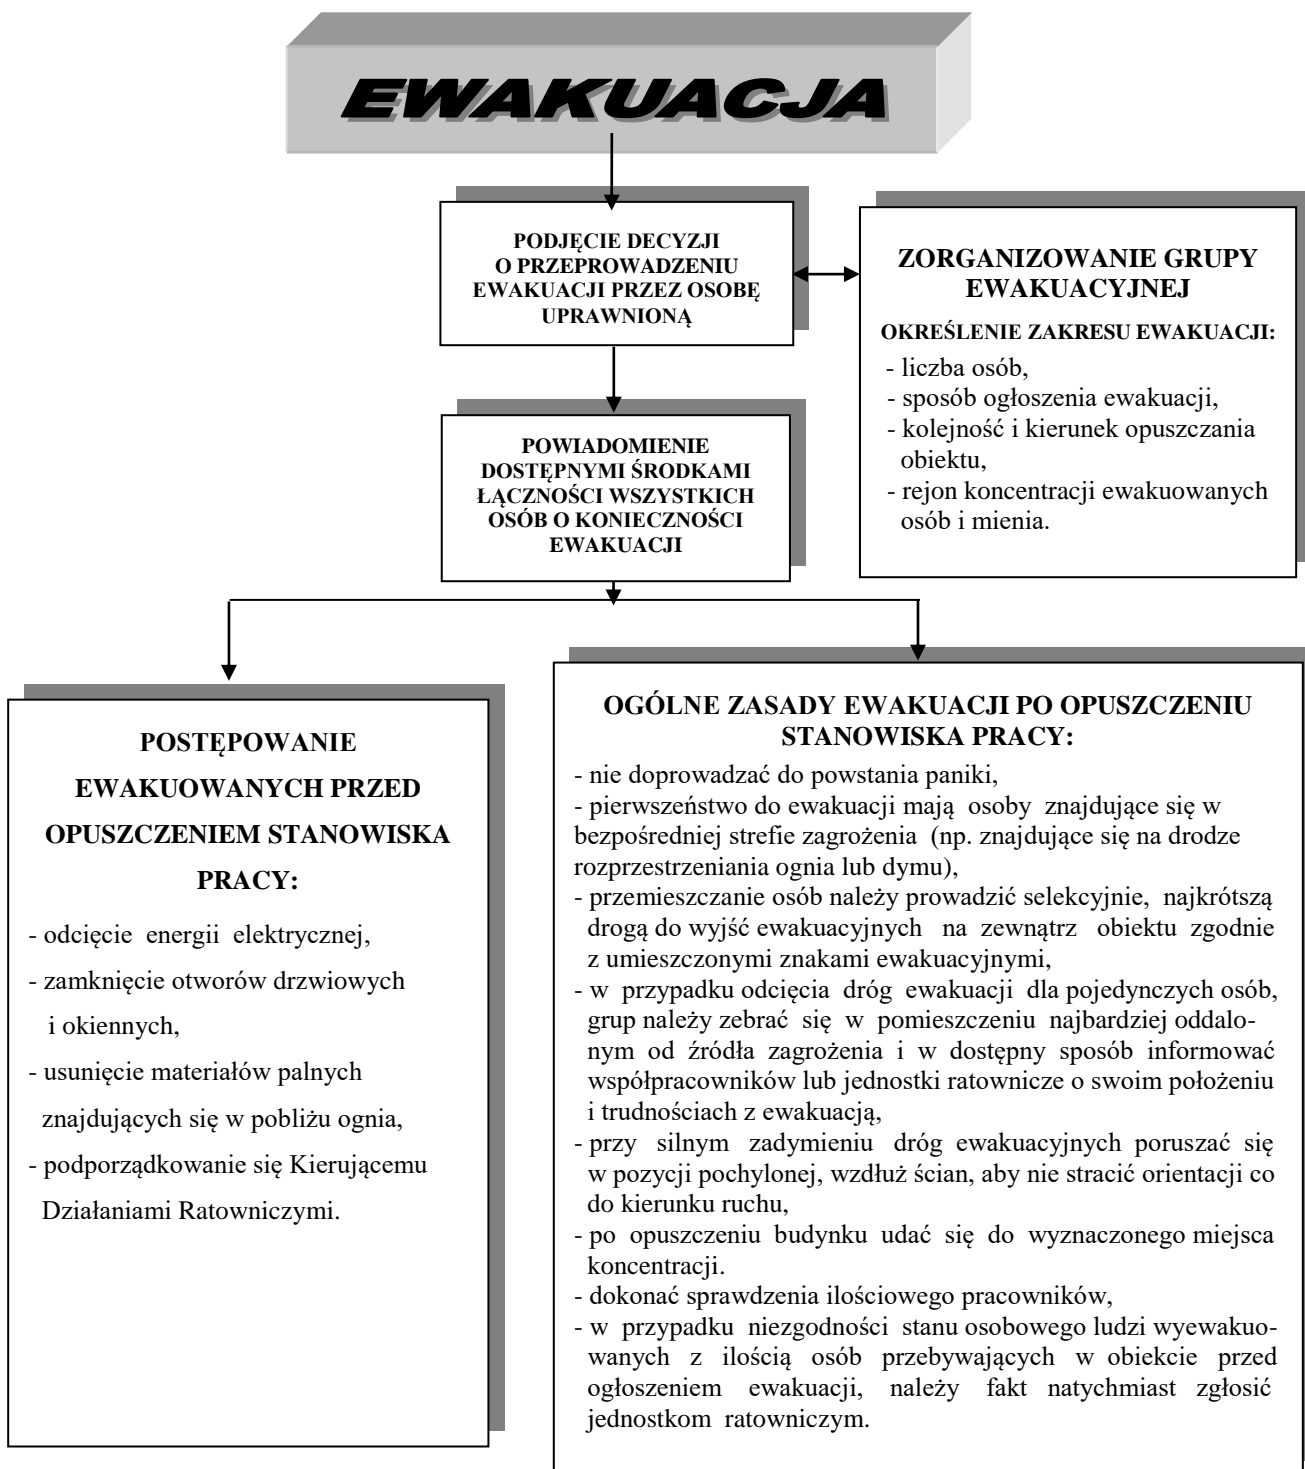 EWAKUACJA
PODJĘCIE DECYZJI
O PRZEPROWADZENIU
EWAKUACJI PRZEZ OSOBĘ
UPRAWNIONĄ
ZORGANIZOWANIE GRUPY
EWAKUACYJNEJ
OKREŚLENIE ZAKRESU EWAKUACJI:
- liczba osób,
- sposób ogłoszenia ewakuacji,
- kolejność i kierunek opuszczania
obiektu,
- rejon koncentracji ewakuowanych
osób i mienia.
POWIADOMIENIE
DOSTĘPNYMI ŚRODKAMI
ŁĄCZNOŚCI WSZYSTKICH
OSÓB O KONIECZNOŚCI
EWAKUACJI
POSTĘPOWANIE
EWAKUOWANYCH PRZED
OPUSZCZENIEM STANOWISKA
PRACY:
- odcięcie energii elektrycznej,
- zamknięcie otworów drzwiowych
i okiennych,
- usunięcie materiałów palnych
znajdujących się w pobliżu ognia,
- podporządkowanie się Kierującemu
Działaniami Ratowniczymi.
OGÓLNE ZASADY EWAKUACJI PO OPUSZCZENIU
STANOWISKA PRACY:
- nie doprowadzać do powstania paniki,
- pierwszeństwo do ewakuacji mają osoby znajdujące się w
bezpośredniej strefie zagrożenia (np. znajdujące się na drodze
rozprzestrzeniania ognia lub dymu),
- przemieszczanie osób należy prowadzić selekcyjnie, najkrótszą
drogą do wyjść ewakuacyjnych na zewnątrz obiektu zgodnie
z umieszczonymi znakami ewakuacyjnymi,
- w przypadku odcięcia dróg ewakuacji dla pojedynczych osób,
grup należy zebrać się w pomieszczeniu najbardziej oddalo-
nym od źródła zagrożenia i w dostępny sposób informować
współpracowników lub jednostki ratownicze o swoim położeniu
i trudnościach z ewakuacją,
- przy silnym zadymieniu dróg ewakuacyjnych poruszać się
w pozycji pochylonej, wzdłuż ścian, aby nie stracić orientacji co
do kierunku ruchu,
- po opuszczeniu budynku udać się do wyznaczonego miejsca
koncentracji.
- dokonać sprawdzenia ilościowego pracowników,
- w przypadku niezgodności stanu osobowego ludzi wyewakuo-
wanych z ilością osób przebywających w obiekcie przed
ogłoszeniem ewakuacji, należy fakt natychmiast zgłosić
jednostkom ratowniczym.